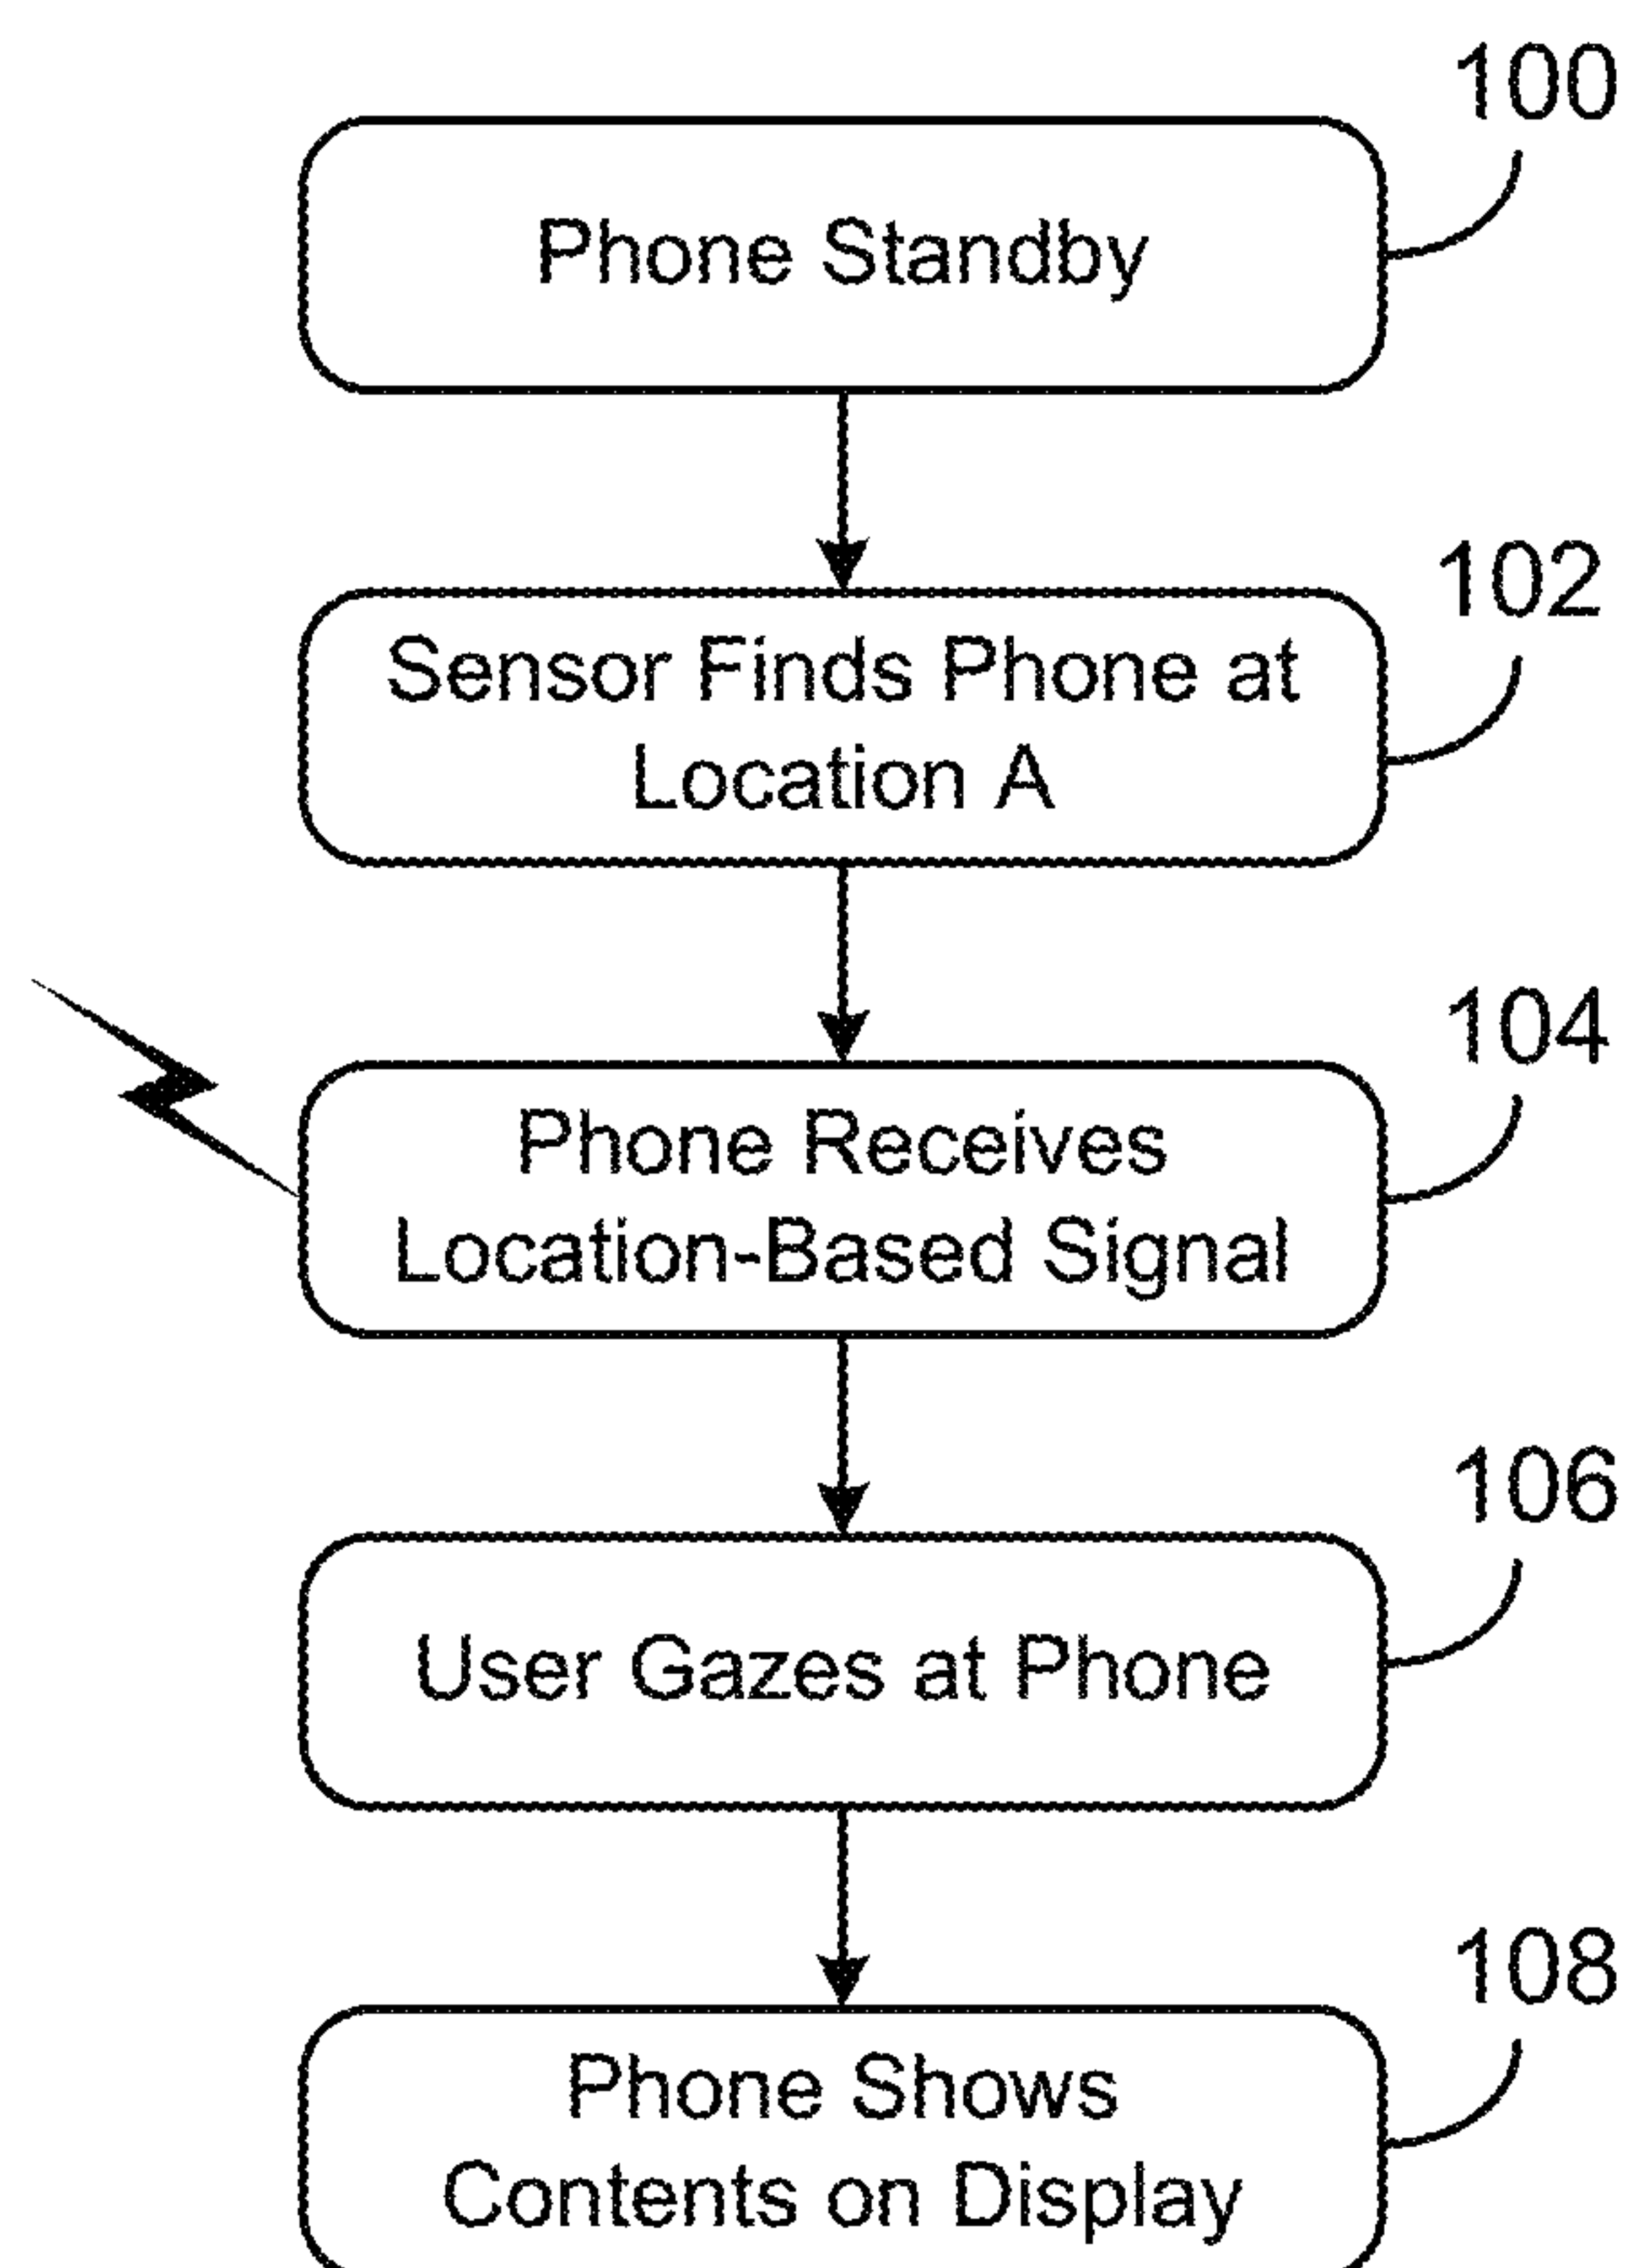 100
Phone Standby
102
Sensor Finds Phone at
Location A
104
Phone Receives
Location-Based Signal
106
User Gazes at Phone
108
Phone Shows
Contents on Display